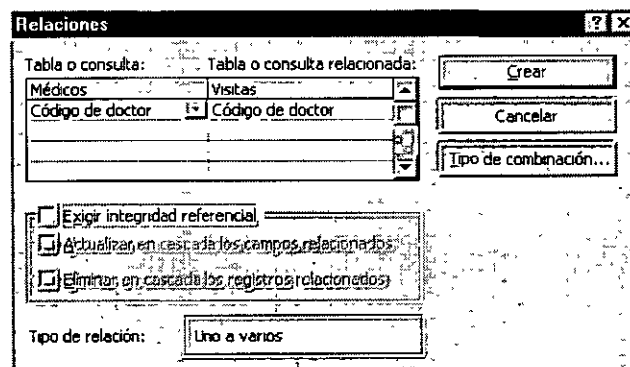 Relaciones
Tabla o consulta: Tabla o consulta relacionada:
Crear
Médicos Visitas
Código de doctor Código de doctor
Cancelar
Tipo de combinación...
Exigir integridad referencial
Actualizar en cascada los campos relacionados
Eliminar en cascada los registros relacionados
Tipo de relación: Uno a varios